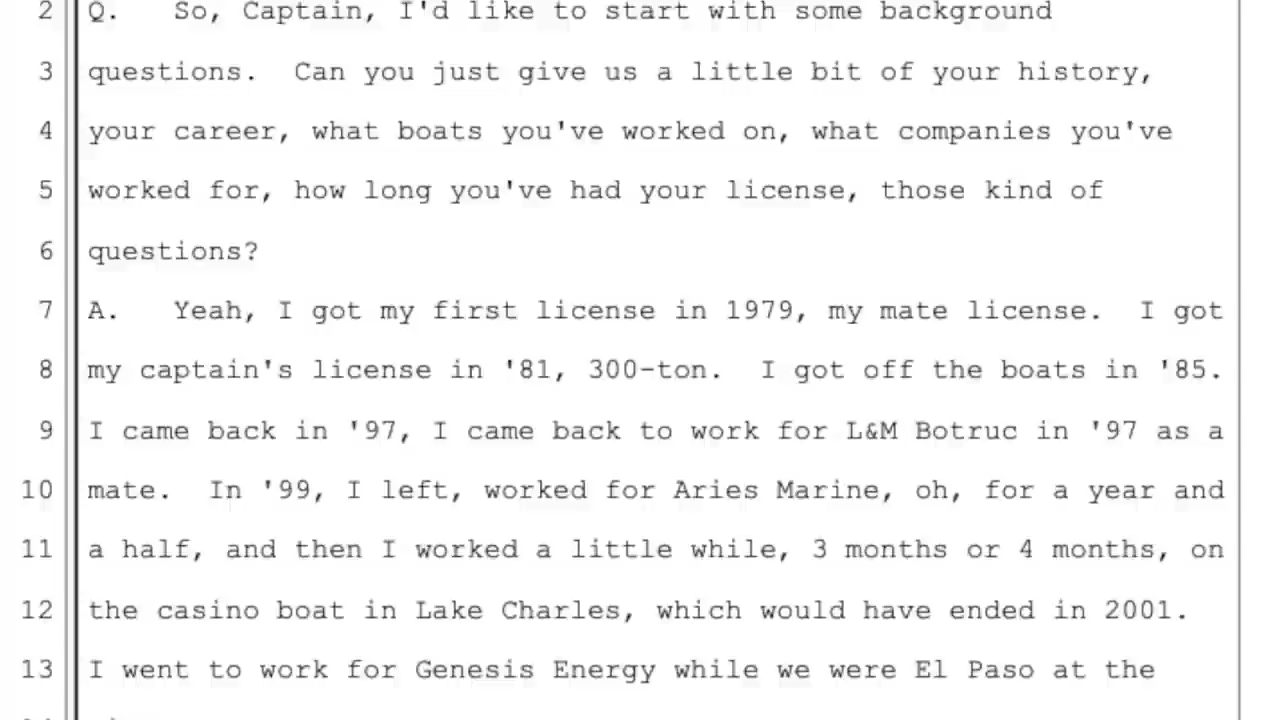 2 Q. So, Captain, I'd like to start with some background
3 questions. Can you just give us a little bit of your history,
4 your career, what boats you've worked on, what companies you've
5 worked for, how long you've had your license, those kind of
6 questions?
7 A. Yeah, I got my first license in 1979, my mate license. I got
8 my captain's license in '81, 300-ton. I got off the boats in '85.
9 I came back in '97, I came back to work for L&M Botruc in '97 as a
10 mate. In '99, I left, worked for Aries Marine, oh, for a year and
11 a half, and then I worked a little while, 3 months or 4 months, on
12 the casino boat in Lake Charles, which would have ended in 2001.
13 I went to work for Genesis Energy while we were El Paso at the